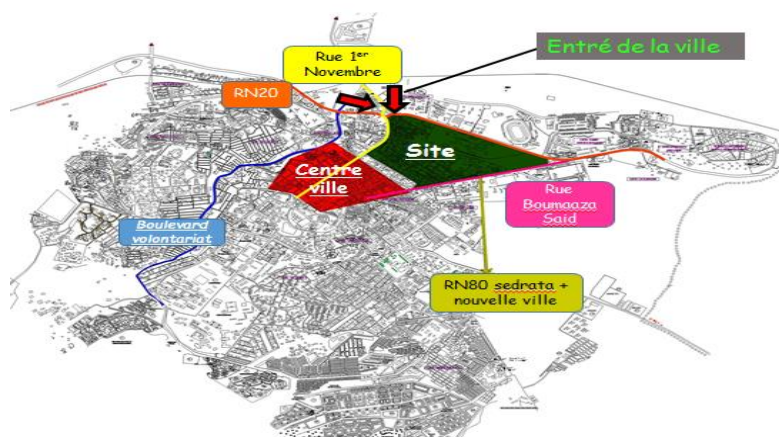 Rue 1er
Novembre
Entré de la ville
RN20
Site
Centre
ville
Rue
Boumaaza
Said
Boulevard
volontariat
RN80 sedrata +
nouvelle ville